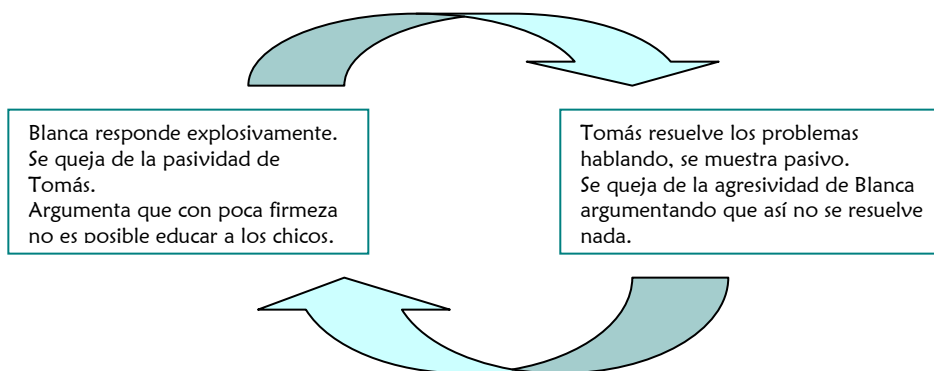 Blanca responde explosivamente.
Se queja de la pasividad de
Tomás.
Argumenta que con poca firmeza
no es posible educar a los chicos.
Tomás resuelve los problemas
hablando, se muestra pasivo.
Se queja de la agresividad de Blanca
argumentando que así no se resuelve
nada.